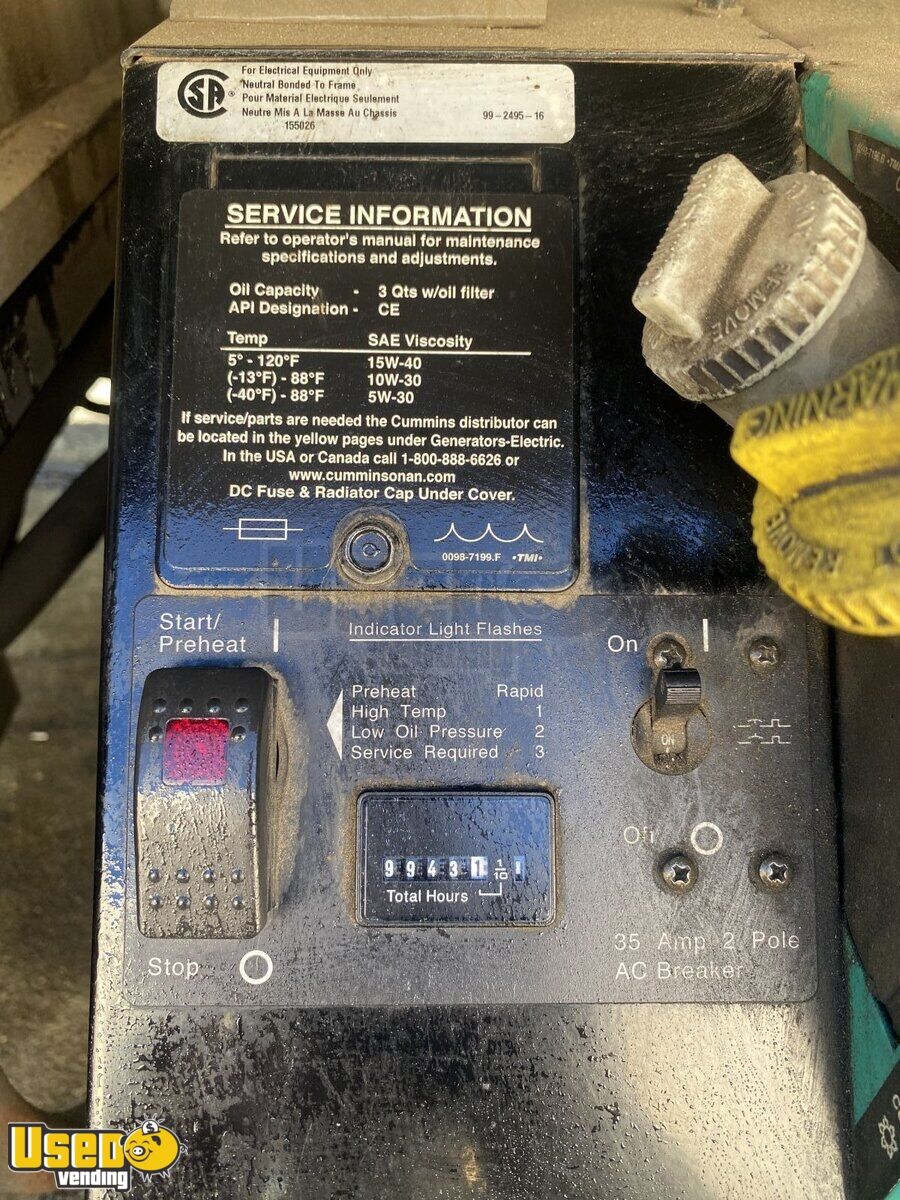 CSA
For Electrical Equipment Only
Neutral Bonded To Frame
Pour Material Electrique Seulement
Neutre Mis A La Masse Au Chassis
155026
99-2495-16
SERVICE INFORMATION
Refer to operator's manual for maintenance
specifications and adjustments.
Oil Capacity - 3 Qts w/oil filter
API Designation - CE
Temp SAE Viscosity
5° - 120°F 15W-40
(-13°F) - 88°F 10W-30
(-40°F) - 88°F 5W-30
If service/parts are needed the Cummins distributor can
be located in the yellow pages under Generators-Electric.
In the USA or Canada call 1-800-888-6626 or
www.cumminsonan.com
DC Fuse & Radiator Cap Under Cover.
0098-7199.F •TMI•
REMOVE
WARNING
Start/
Preheat
Indicator Light Flashes
Preheat Rapid
High Temp 1
Low Oil Pressure 2
Service Required 3
On
ON
Off
99431 1/10 1
Total Hours
35 Amp 2 Pole
AC Breaker
Stop
USED
vending